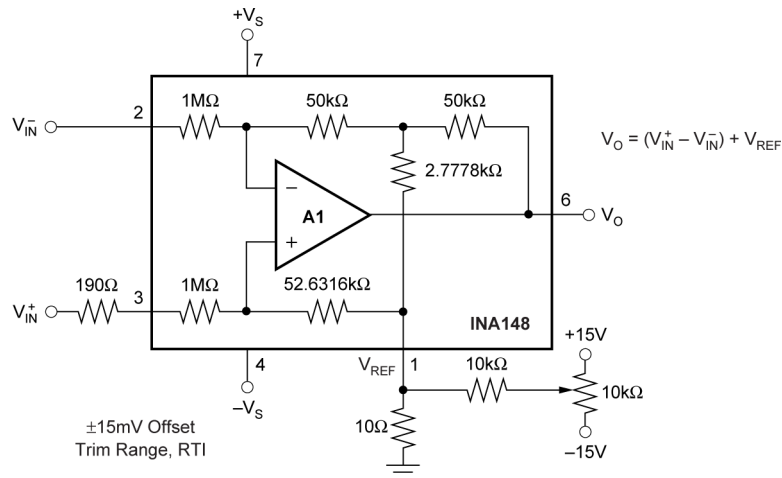 +V_S
7
1MΩ
50kΩ
50kΩ
V_IN^-
2
V_O = (V_IN^+ – V_IN^-) + V_REF
2.7778kΩ
–
A1
6
V_O
+
190Ω
3
1MΩ
52.6316kΩ
V_IN^+
INA148
4
V_REF
1
10kΩ
+15V
–V_S
10kΩ
±15mV Offset
10Ω
Trim Range, RTI
–15V